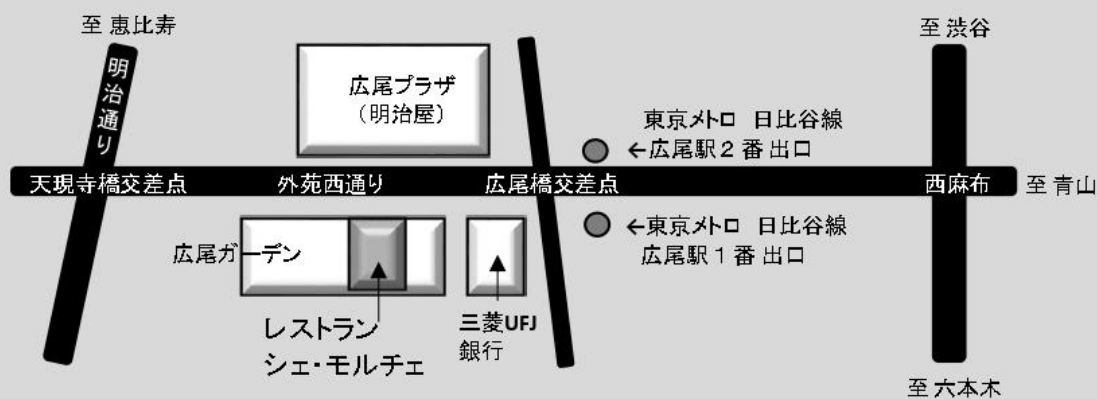 至 恵比寿
明治通り
広尾プラザ
（明治屋）
至 渋谷
東京メトロ 日比谷線
←広尾駅２番出口
天現寺橋交差点
外苑西通り
広尾橋交差点
西麻布
至 青山
広尾ガーデン
←東京メトロ 日比谷線
広尾駅１番出口
レストラン
シェ・モルチェ
三菱UFJ
銀行
至 六本木